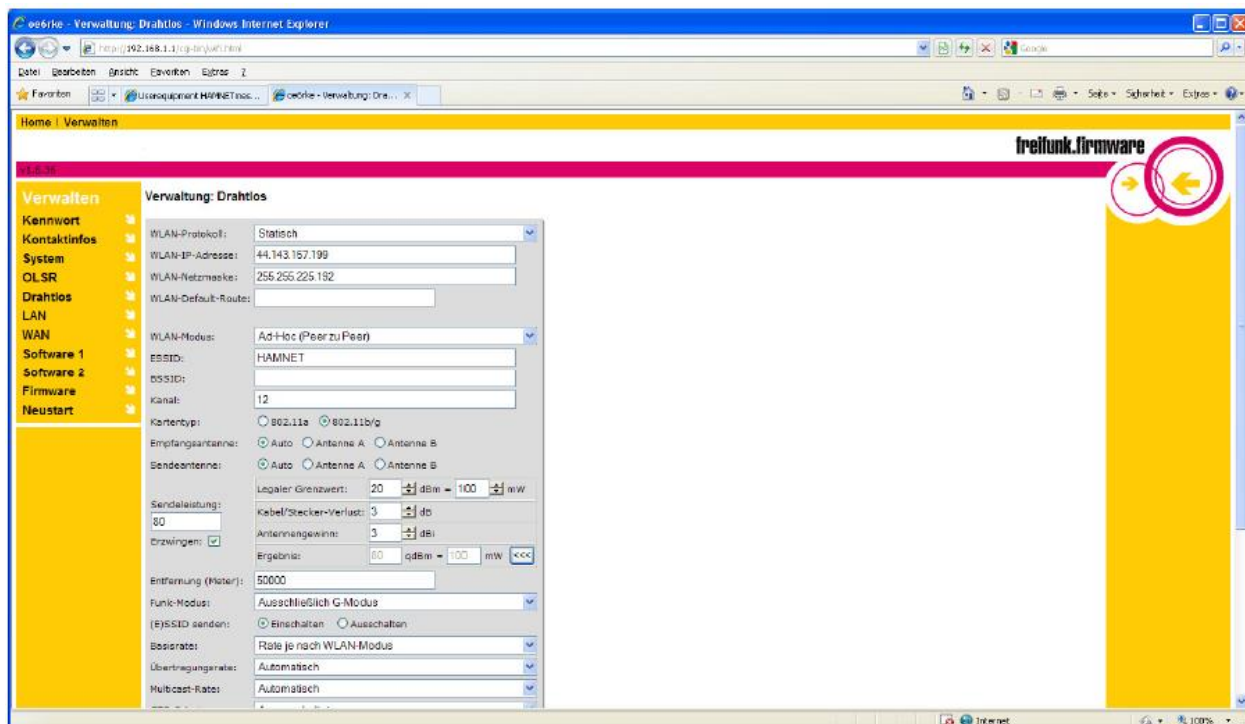 oe6rke - Verwaltung: Drahtlos - Windows Internet Explorer
http://192.168.1.1/cgi-bin/wifi.html
Google
Datei Bearbeiten Ansicht Favoriten Extras ?
Favoriten Userequipment HAMNETmes... oe6rke - Verwaltung: Dra... X Seite Sicherheit Extras
Home | Verwalten
freifunk.firmware
Verwalten
Kennwort
Kontaktinfos
System
OLSR
Drahtlos
LAN
WAN
Software 1
Software 2
Firmware
Neustart
Verwaltung: Drahtlos
WLAN-Protokoll: Statisch
WLAN-IP-Adresse: 44.143.157.199
WLAN-Netzmaske: 255.255.225.192
WLAN-Default-Route:
WLAN-Modus: Ad-Hoc (Peer zu Peer)
ESSID: HAMNET
BSSID:
Kanal: 12
Kartentyp: 802.11a 802.11b/g
Empfangsantenne: Auto Antenne A Antenne B
Sendeantenne: Auto Antenne A Antenne B
Sendeleistung:
80
Erzwingen:
Legaler Grenzwert: 20 dBm = 100 mW
Kabel/Stecker-Verlust: 3 dB
Antennengewinn: 3 dBi
Ergebnis: 80 qdBm = 100 mW <<<
Entfernung (Meter): 50000
Funk-Modus: Ausschließlich G-Modus
(E)SSID senden: Einschalten Ausschalten
Basisrate: Rate je nach WLAN-Modus
Übertragungsrate: Automatisch
Multicast-Rate: Automatisch
Internet 100%